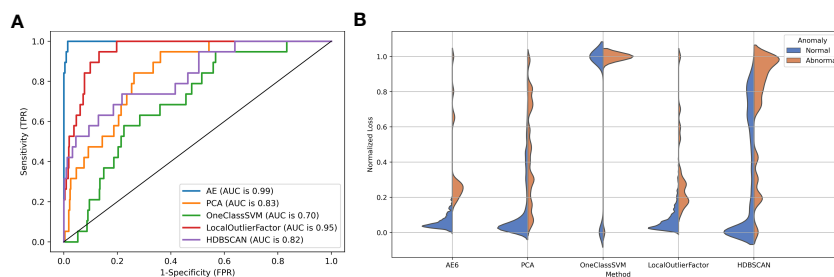 A
1.0
0.8
0.6
0.4
0.2
0.0
Sensitivity (TPR)
AE (AUC is 0.99)
PCA (AUC is 0.83)
OneClassSVM (AUC is 0.70)
LocalOutlierFactor (AUC is 0.95)
HDBSCAN (AUC is 0.82)
0.0 0.2 0.4 0.6 0.8 1.0
1-Specificity (FPR)
B
Anomaly
Normal
Abnormal
1.0
0.8
0.6
0.4
0.2
0.0
Normalized Loss
AE6 PCA OneClassSVM LocalOutlierFactor HDBSCAN
Method